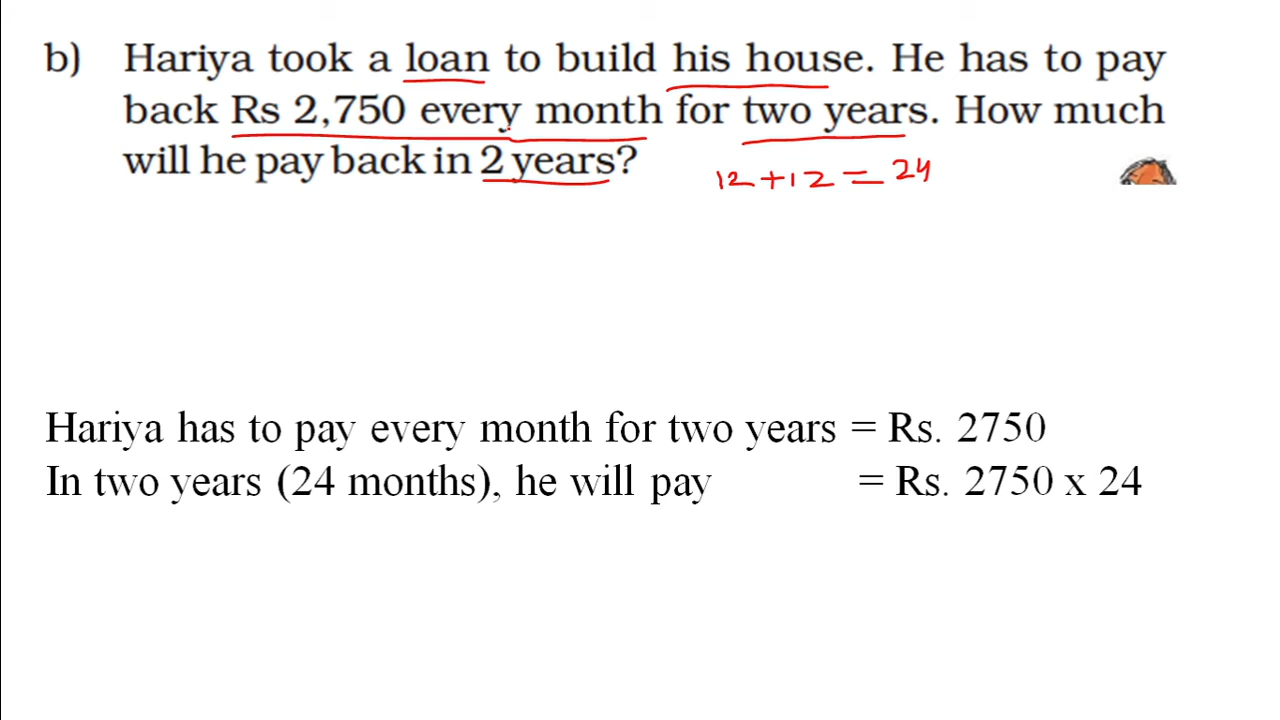 b) Hariya took a loan to build his house. He has to pay
back Rs 2,750 every month for two years. How much
will he pay back in 2 years?
12+12=24
Hariya has to pay every month for two years = Rs. 2750
In two years (24 months), he will pay = Rs. 2750 x 24